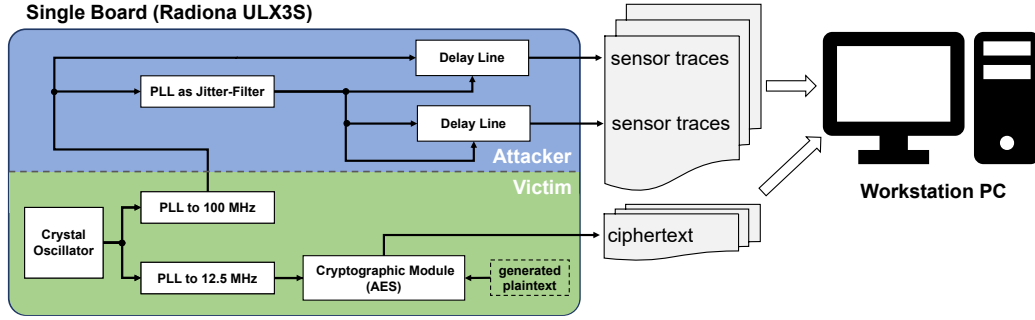 Single Board (Radiona ULX3S)
Delay Line
PLL as Jitter-Filter
Delay Line
Attacker
Victim
PLL to 100 MHz
Crystal
Oscillator
PLL to 12.5 MHz
Cryptographic Module
(AES)
generated
plaintext
sensor traces
sensor traces
ciphertext
Workstation PC